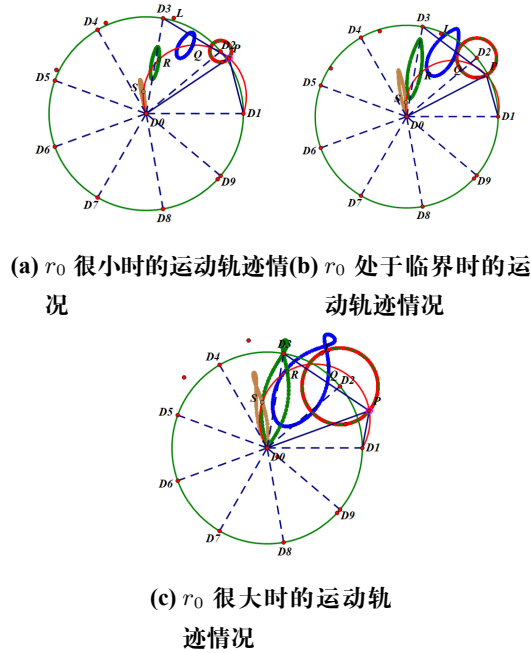 D3 L
D4
D2
P
R Q
D5
S
D0 D1
D6
D9
D7
D8
D3
D4 L
D2
Q P
D5 R
S
D0 D1
D6
D9
D7
D8
(a) r0 很小时的运动轨迹情
况
(b) r0 处于临界时的运
动轨迹情况
D3
D4
R Q
D2
S
P
D5
D0 D1
D6
D9
D7
D8
(c) r0 很大时的运动轨
迹情况